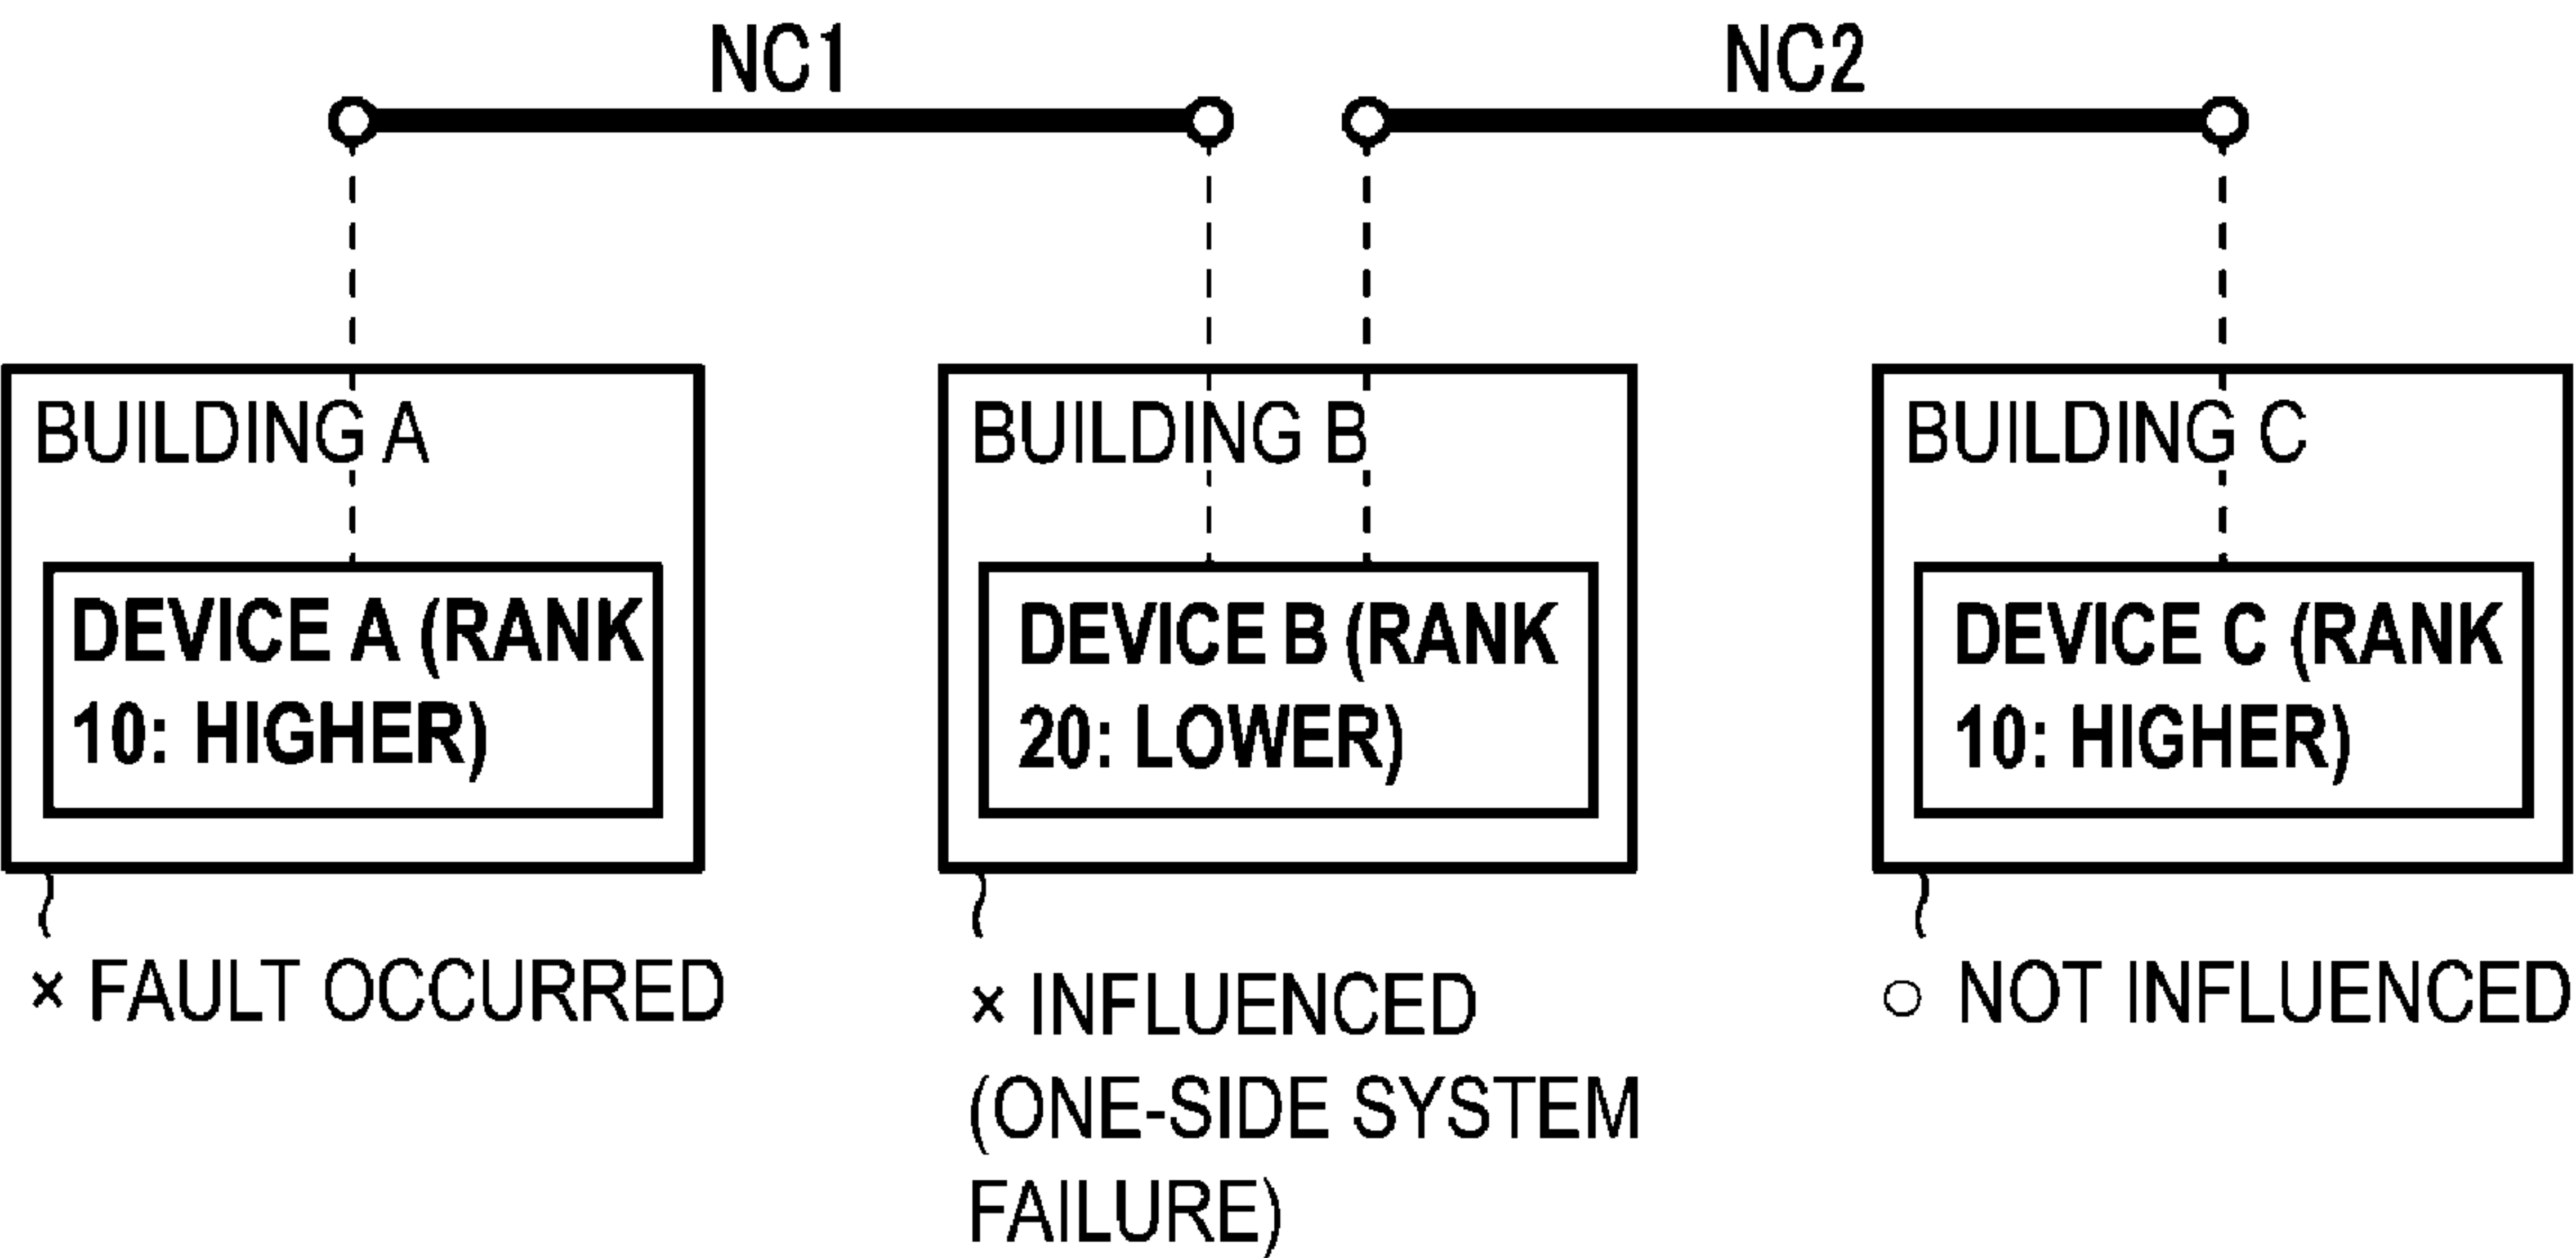 NC1
NC2
BUILDING A
DEVICE A (RANK
10: HIGHER)
× FAULT OCCURRED
BUILDING B
DEVICE B (RANK
20: LOWER)
× INFLUENCED
(ONE-SIDE SYSTEM
FAILURE)
BUILDING C
DEVICE C (RANK
10: HIGHER)
○ NOT INFLUENCED